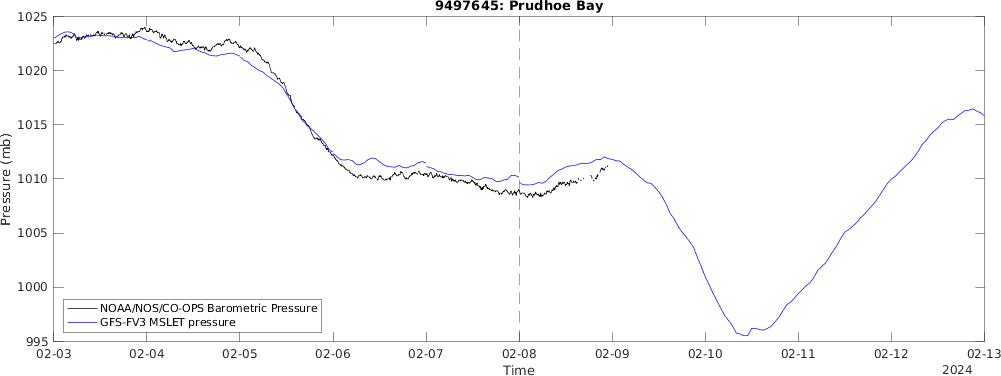 9497645: Prudhoe Bay
1025
1020
1015
1010
1005
1000
995
Pressure (mb)
NOAA/NOS/CO-OPS Barometric Pressure
GFS-FV3 MSLET pressure
02-03 02-04 02-05 02-06 02-07 02-08 02-09 02-10 02-11 02-12 02-13
Time
2024